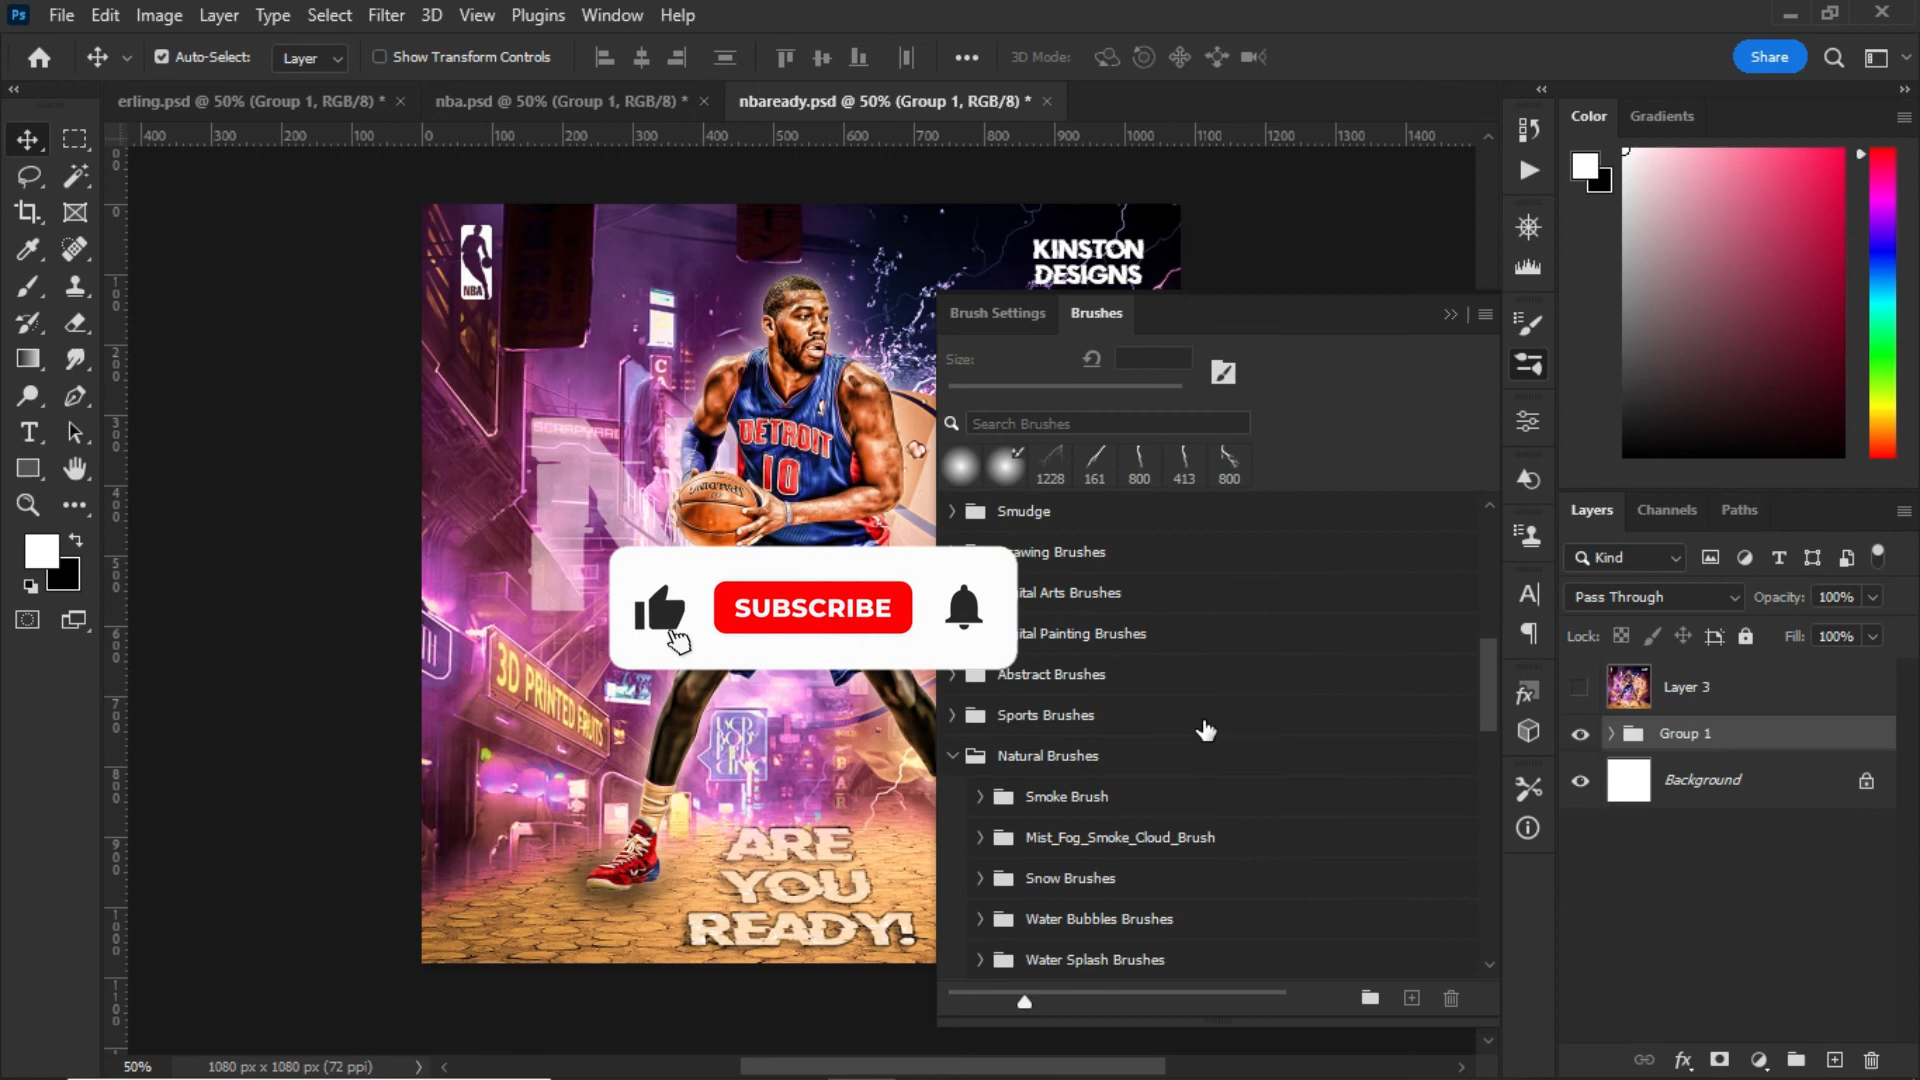 Ps File Edit Image Layer Type Select Filter 3D View Plugins Window Help
Auto-Select: Layer Show Transform Controls 3D Mode: Share
erling.psd @ 50% (Group 1, RGB/8) * nba.psd @ 50% (Group 1, RGB/8) * nbaready.psd @ 50% (Group 1, RGB/8) *
400 300 200 100 0 100 200 300 400 500 600 700 800 900 1000 1100 1200 1300 1400
NBA
KINSTON
DESIGNS
SCRAPYARD
DETROIT
10
3D PRINTED FRUITS
BAR
ARE
YOU
READY!
SUBSCRIBE
Brush Settings Brushes
Size:
Search Brushes
1228 161 800 413 800
Smudge
awing Brushes
ital Arts Brushes
ital Painting Brushes
Abstract Brushes
Sports Brushes
Natural Brushes
Smoke Brush
Mist_Fog_Smoke_Cloud_Brush
Snow Brushes
Water Bubbles Brushes
Water Splash Brushes
Color Gradients
Layers Channels Paths
Kind
Pass Through Opacity: 100%
Lock: Fill: 100%
Layer 3
Group 1
Background
50% 1080 px x 1080 px (72 ppi)